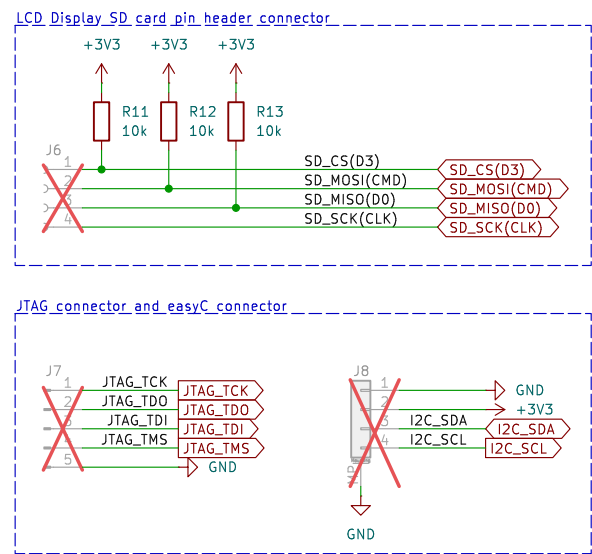 LCD Display SD card pin header connector
+3V3 +3V3 +3V3
R11 R12 R13
10k 10k 10k
J6
1 SD_CS(D3) SD_CS(D3)
2 SD_MOSI(CMD) SD_MOSI(CMD)
3 SD_MISO(D0) SD_MISO(D0)
4 SD_SCK(CLK) SD_SCK(CLK)
JTAG connector and easyC connector
J7
1 JTAG_TCK JTAG_TCK
2 JTAG_TDO JTAG_TDO
3 JTAG_TDI JTAG_TDI
4 JTAG_TMS JTAG_TMS
5 GND
J8
1 GND
2 +3V3
3 I2C_SDA I2C_SDA
4 I2C_SCL I2C_SCL
MP
GND